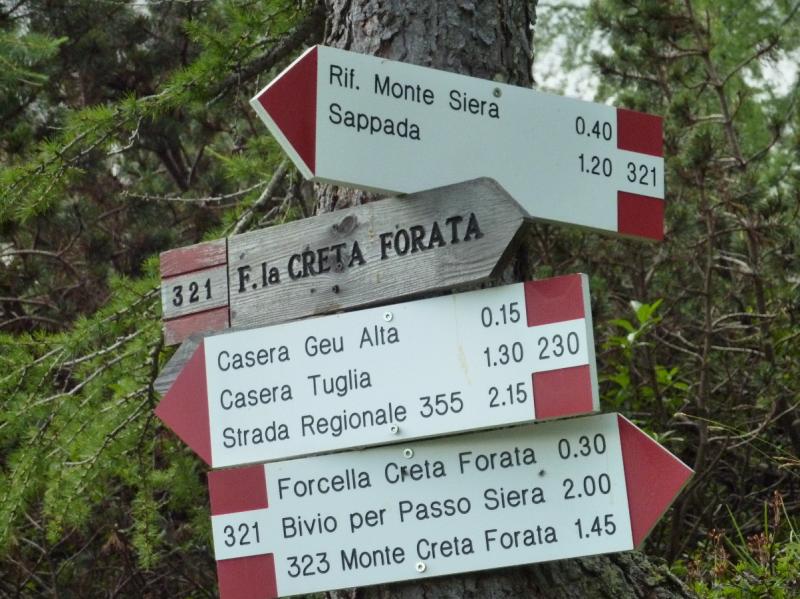 Rif. Monte Siera 0.40
Sappada 1.20 321
321 F. la CRETA FORATA
Casera Geu Alta 0.15
Casera Tuglia 1.30 230
Strada Regionale 355 2.15
Forcella Creta Forata 0.30
321 Bivio per Passo Siera 2.00
323 Monte Creta Forata 1.45